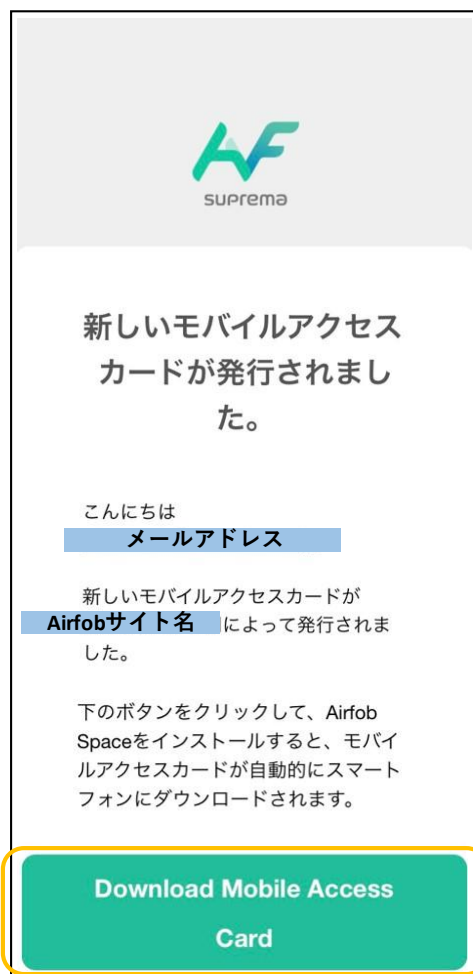 suprema
新しいモバイルアクセス
カードが発行されまし
た。
こんにちは
メールアドレス
新しいモバイルアクセスカードが
Airfobサイト名 によって発行されま
した。
下のボタンをクリックして、Airfob
Spaceをインストールすると、モバイ
ルアクセスカードが自動的にスマート
フォンにダウンロードされます。
Download Mobile Access
Card